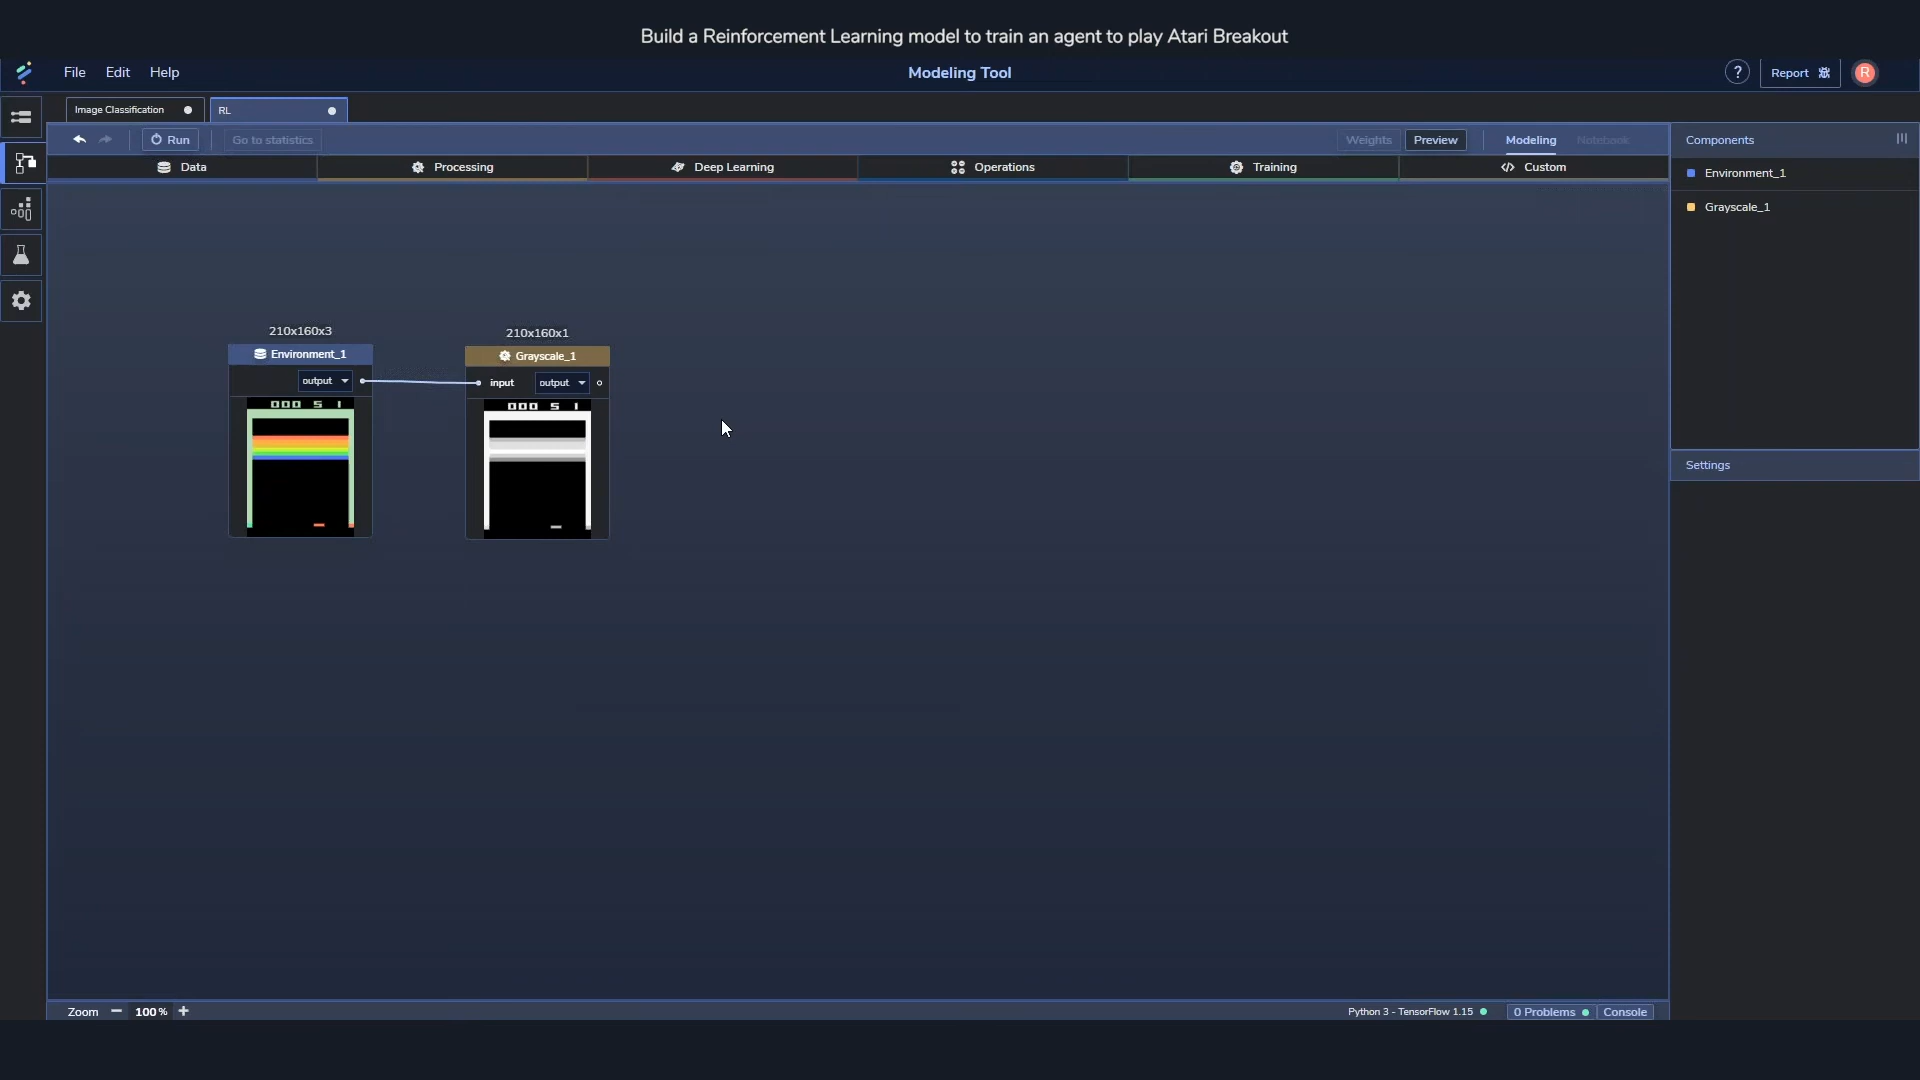 Build a Reinforcement Learning model to train an agent to play Atari Breakout
File Edit Help
Modeling Tool
? Report R
Image Classification
RL
Run
Go to statistics
Weights
Preview
Modeling
Notebook
Data
Processing
Deep Learning
Operations
Training
Custom
Components
Environment_1
Grayscale_1
Settings
210x160x3
Environment_1
output
000 5 1
210x160x1
Grayscale_1
input
output
000 5 1
Zoom − 100 % +
Python 3 - TensorFlow 1.15
0 Problems
Console